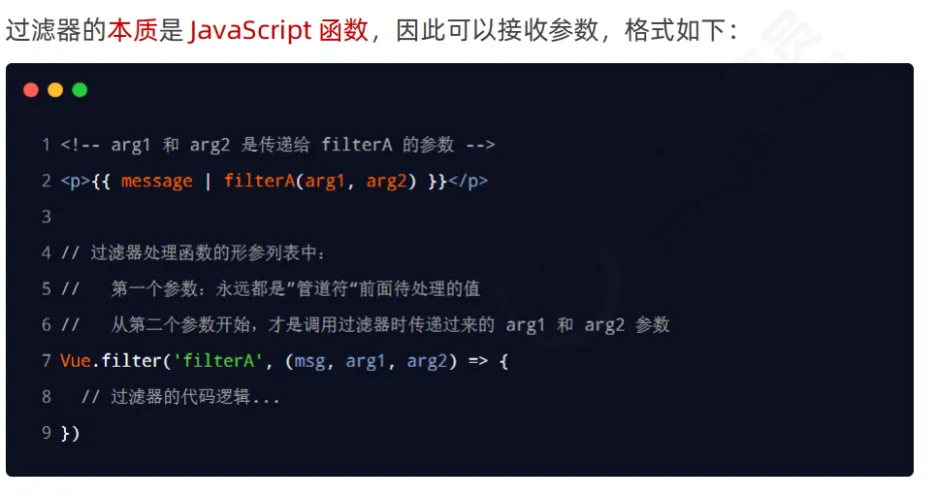 过滤器的本质是 JavaScript 函数，因此可以接收参数，格式如下：
1 <!-- arg1 和 arg2 是传递给 filterA 的参数 -->
2 <p>{{ message | filterA(arg1, arg2) }}</p>
3
4 // 过滤器处理函数的形参列表中：
5 //   第一个参数：永远都是”管道符“前面待处理的值
6 //   从第二个参数开始，才是调用过滤器时传递过来的 arg1 和 arg2 参数
7 Vue.filter('filterA', (msg, arg1, arg2) => {
8   // 过滤器的代码逻辑...
9 })